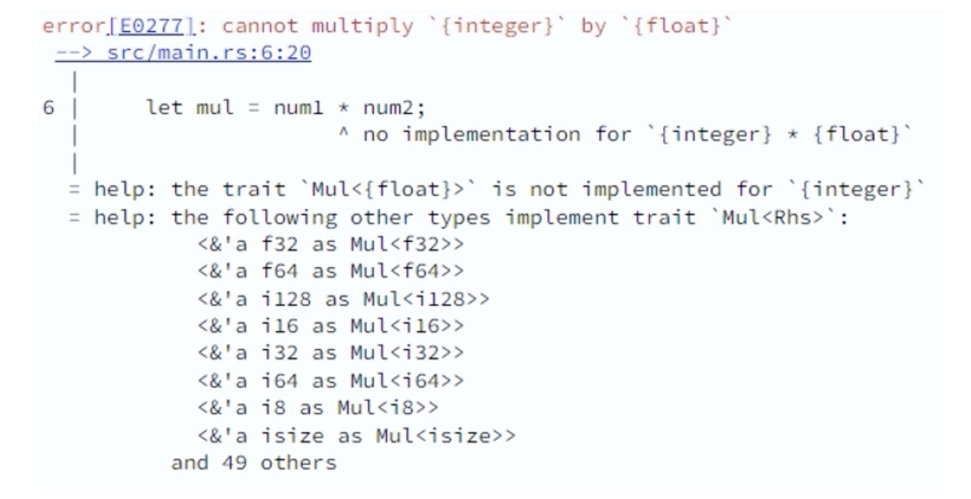 error[E0277]: cannot multiply `{integer}` by `{float}`
--> src/main.rs:6:20
|
6 | let mul = num1 * num2;
| ^ no implementation for `{integer} * {float}`
|
= help: the trait `Mul<{float}>` is not implemented for `{integer}`
= help: the following other types implement trait `Mul<Rhs>`:
<&'a f32 as Mul<f32>>
<&'a f64 as Mul<f64>>
<&'a i128 as Mul<i128>>
<&'a i16 as Mul<i16>>
<&'a i32 as Mul<i32>>
<&'a i64 as Mul<i64>>
<&'a i8 as Mul<i8>>
<&'a isize as Mul<isize>>
and 49 others